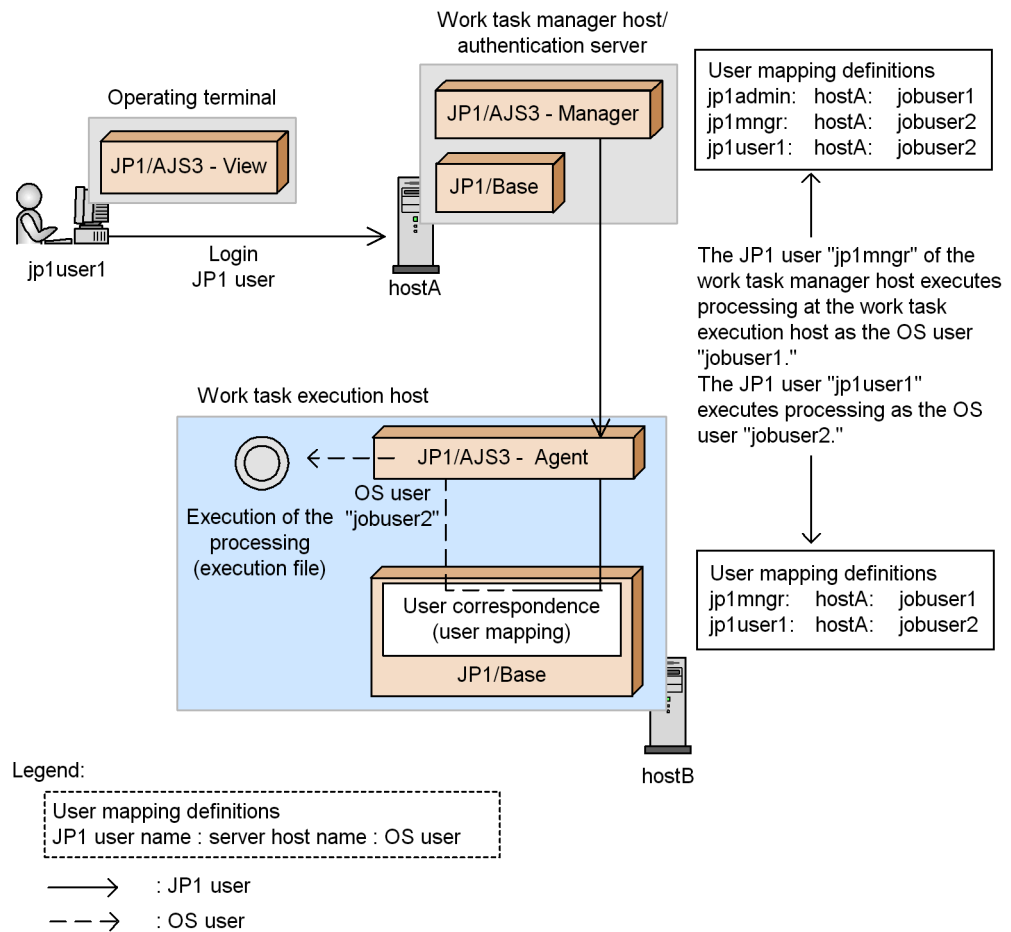 Work task manager host/
authentication server
Operating terminal
JP1/AJS3 - View
JP1/AJS3 - Manager
JP1/Base
User mapping definitions
jp1admin: hostA: jobuser1
jp1mngr: hostA: jobuser2
jp1user1: hostA: jobuser2
jp1user1
Login
JP1 user
hostA
The JP1 user "jp1mngr" of the
work task manager host executes
processing at the work task
execution host as the OS user
"jobuser1."
The JP1 user "jp1user1"
executes processing as the OS
user "jobuser2."
Work task execution host
JP1/AJS3 - Agent
OS user
"jobuser2"
Execution of the
processing
(execution file)
User correspondence
(user mapping)
JP1/Base
User mapping definitions
jp1mngr: hostA: jobuser1
jp1user1: hostA: jobuser2
hostB
Legend:
User mapping definitions
JP1 user name : server host name : OS user
: JP1 user
: OS user